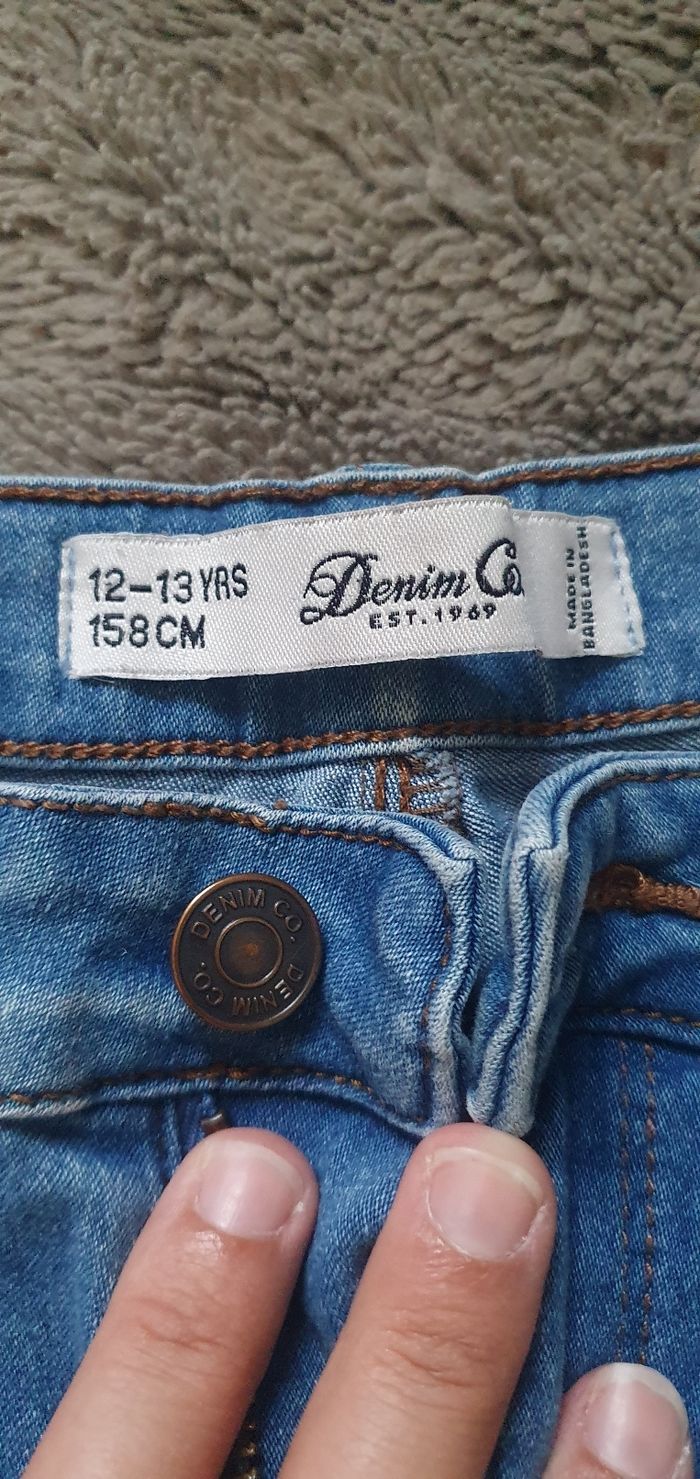 12-13 YRS
158 CM
Denim Co
EST. 1969
MADE IN
BANGLADESH
DENIM CO. DENIM CO.